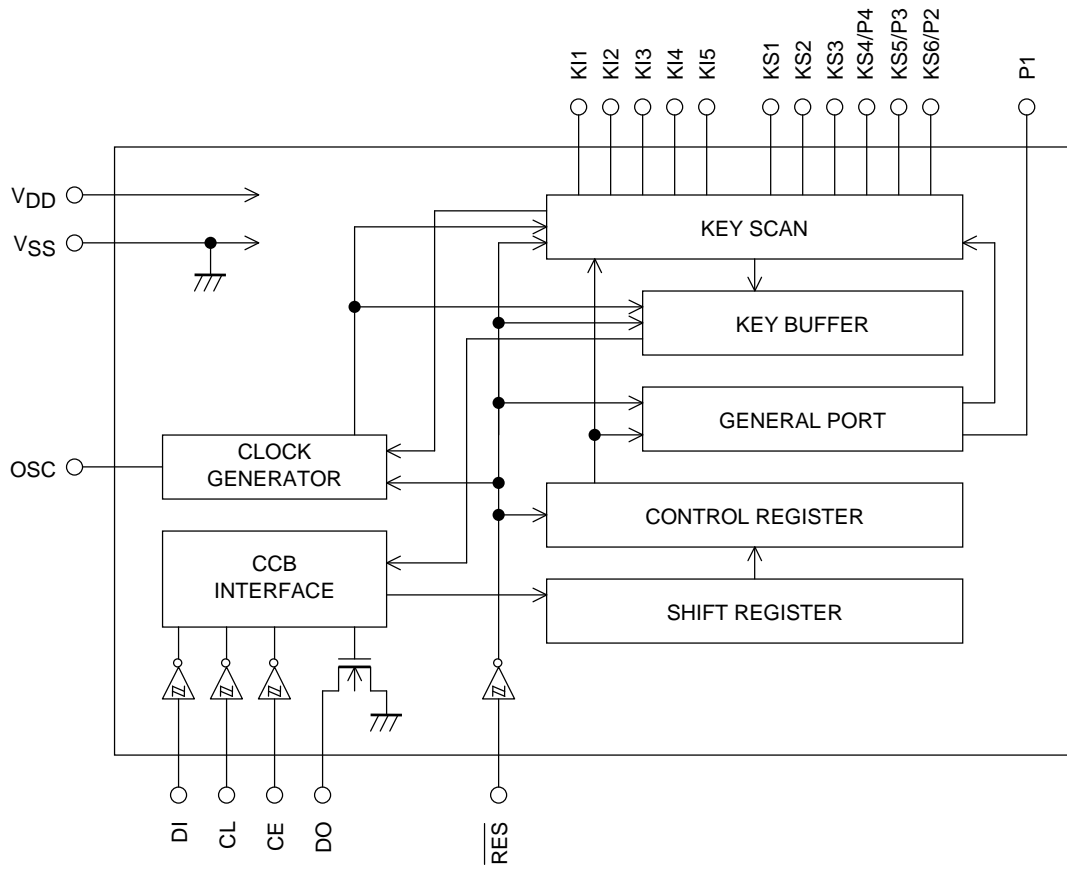 KI1
KI2
KI3
KI4
KI5
KS1
KS2
KS3
KS4/P4
KS5/P3
KS6/P2
P1
VDD
VSS
KEY SCAN
KEY BUFFER
GENERAL PORT
OSC
CLOCK
GENERATOR
CONTROL REGISTER
CCB
INTERFACE
SHIFT REGISTER
DI
CL
CE
DO
RES